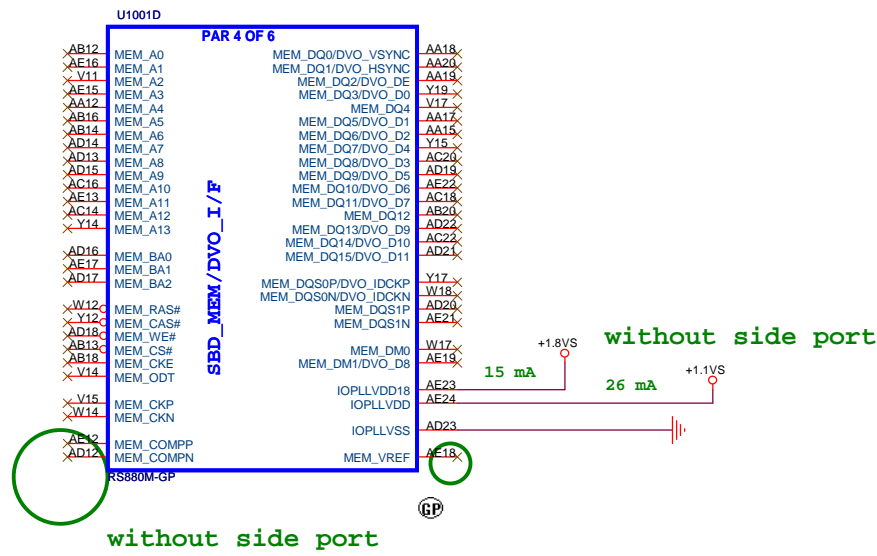 U1001D
PAR 4 OF 6
AB12 MEM_A0 MEM_DQ0/DVO_VSYNC AA18
AE16 MEM_A1 MEM_DQ1/DVO_HSYNC AA20
V11 MEM_A2 MEM_DQ2/DVO_DE AA19
AE15 MEM_A3 MEM_DQ3/DVO_D0 Y19
AA12 MEM_A4 MEM_DQ4 V17
AB16 MEM_A5 MEM_DQ5/DVO_D1 AA17
AB14 MEM_A6 MEM_DQ6/DVO_D2 AA15
AD14 MEM_A7 MEM_DQ7/DVO_D4 Y15
AD13 MEM_A8 MEM_DQ8/DVO_D3 AC20
AD15 MEM_A9 MEM_DQ9/DVO_D5 AD19
AC16 MEM_A10 MEM_DQ10/DVO_D6 AE22
AE13 MEM_A11 MEM_DQ11/DVO_D7 AC18
AC14 MEM_A12 MEM_DQ12 AB20
Y14 MEM_A13 MEM_DQ13/DVO_D9 AD22
MEM_DQ14/DVO_D10 AC22
AD16 MEM_BA0 MEM_DQ15/DVO_D11 AD21
AE17 MEM_BA1
AD17 MEM_BA2 MEM_DQS0P/DVO_IDCKP Y17
MEM_DQS0N/DVO_IDCKN W18
W12 MEM_RAS# MEM_DQS1P AD20
Y12 MEM_CAS# MEM_DQS1N AE21
AD18 MEM_WE#
AB13 MEM_CS# MEM_DM0 W17
AB18 MEM_CKE MEM_DM1/DVO_D8 AE19
V14 MEM_ODT
SBD_MEM/DVO_I/F
+1.8VS
without side port
+1.1VS
15 mA
26 mA
IOPLLVDD18 AE23
V15 MEM_CKP IOPLLVDD AE24
W14 MEM_CKN
IOPLLVSS AD23
AE12 MEM_COMPP
AD12 MEM_COMPN MEM_VREF AE18
RS880M-GP
GP
without side port